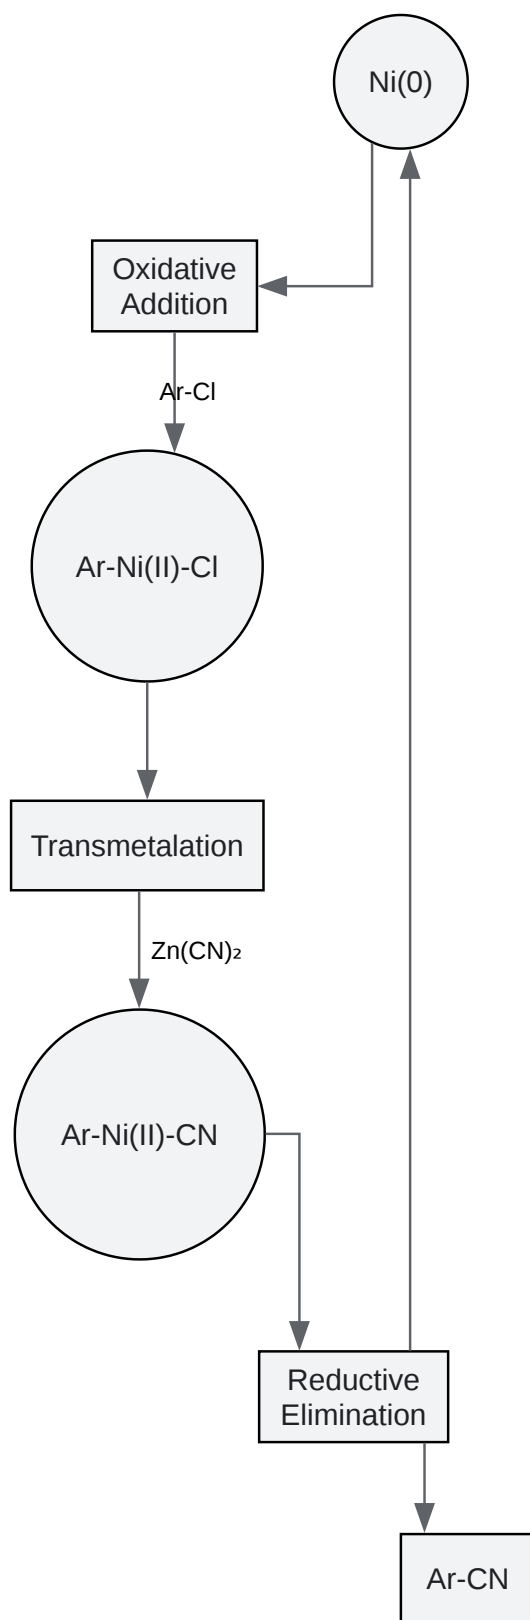 Ni(0)
Oxidative
Addition
Ar-Cl
Ar-Ni(II)-Cl
Transmetalation
Zn(CN)₂
Ar-Ni(II)-CN
Reductive
Elimination
Ar-CN